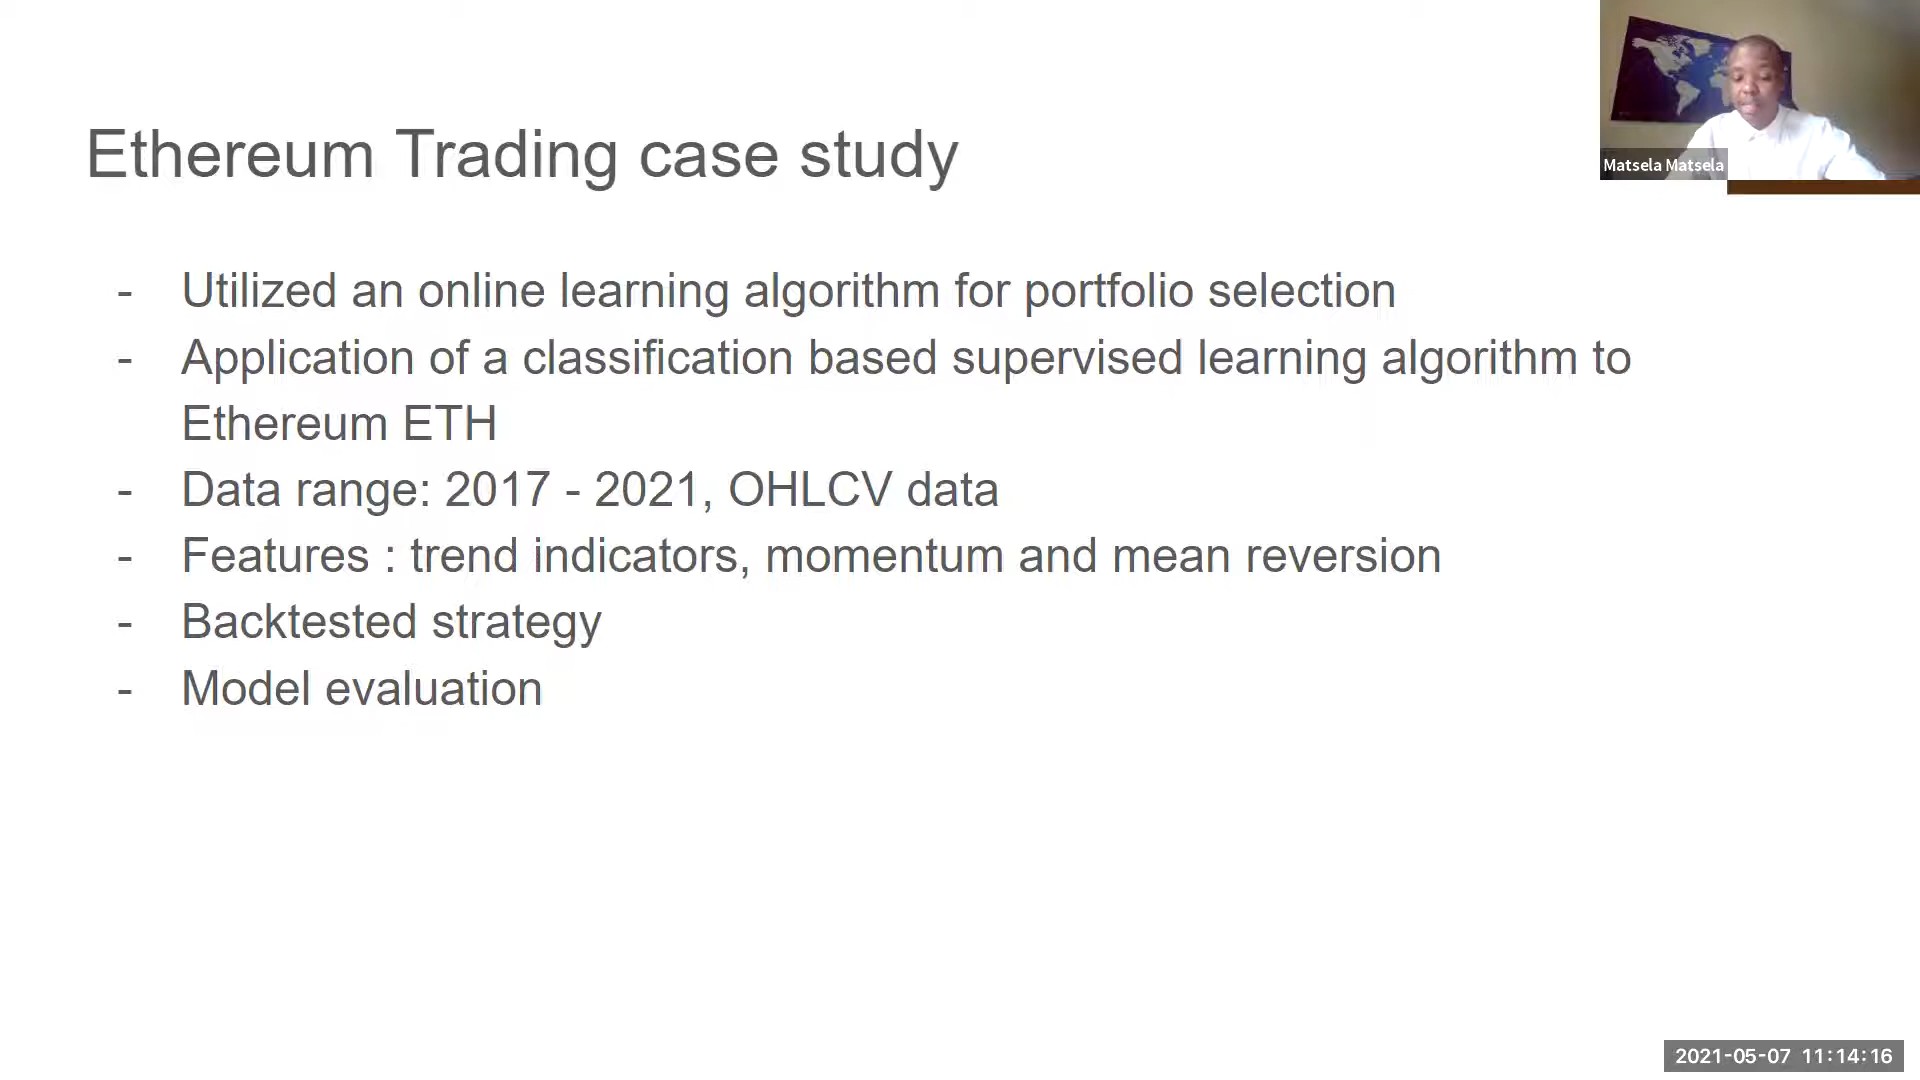 Ethereum Trading case study
Matsela Matsela
- Utilized an online learning algorithm for portfolio selection
- Application of a classification based supervised learning algorithm to
Ethereum ETH
- Data range: 2017 - 2021, OHLCV data
- Features : trend indicators, momentum and mean reversion
- Backtested strategy
- Model evaluation
2021-05-07 11:14:16